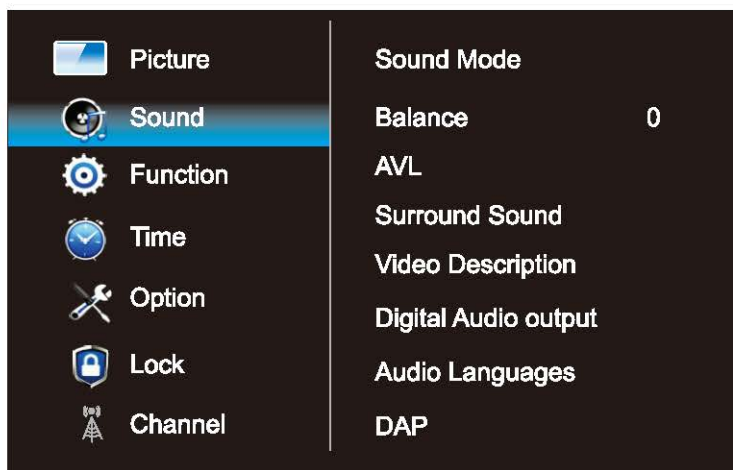 Picture
Sound
Function
Time
Option
Lock
Channel
Sound Mode
Balance 0
AVL
Surround Sound
Video Description
Digital Audio output
Audio Languages
DAP